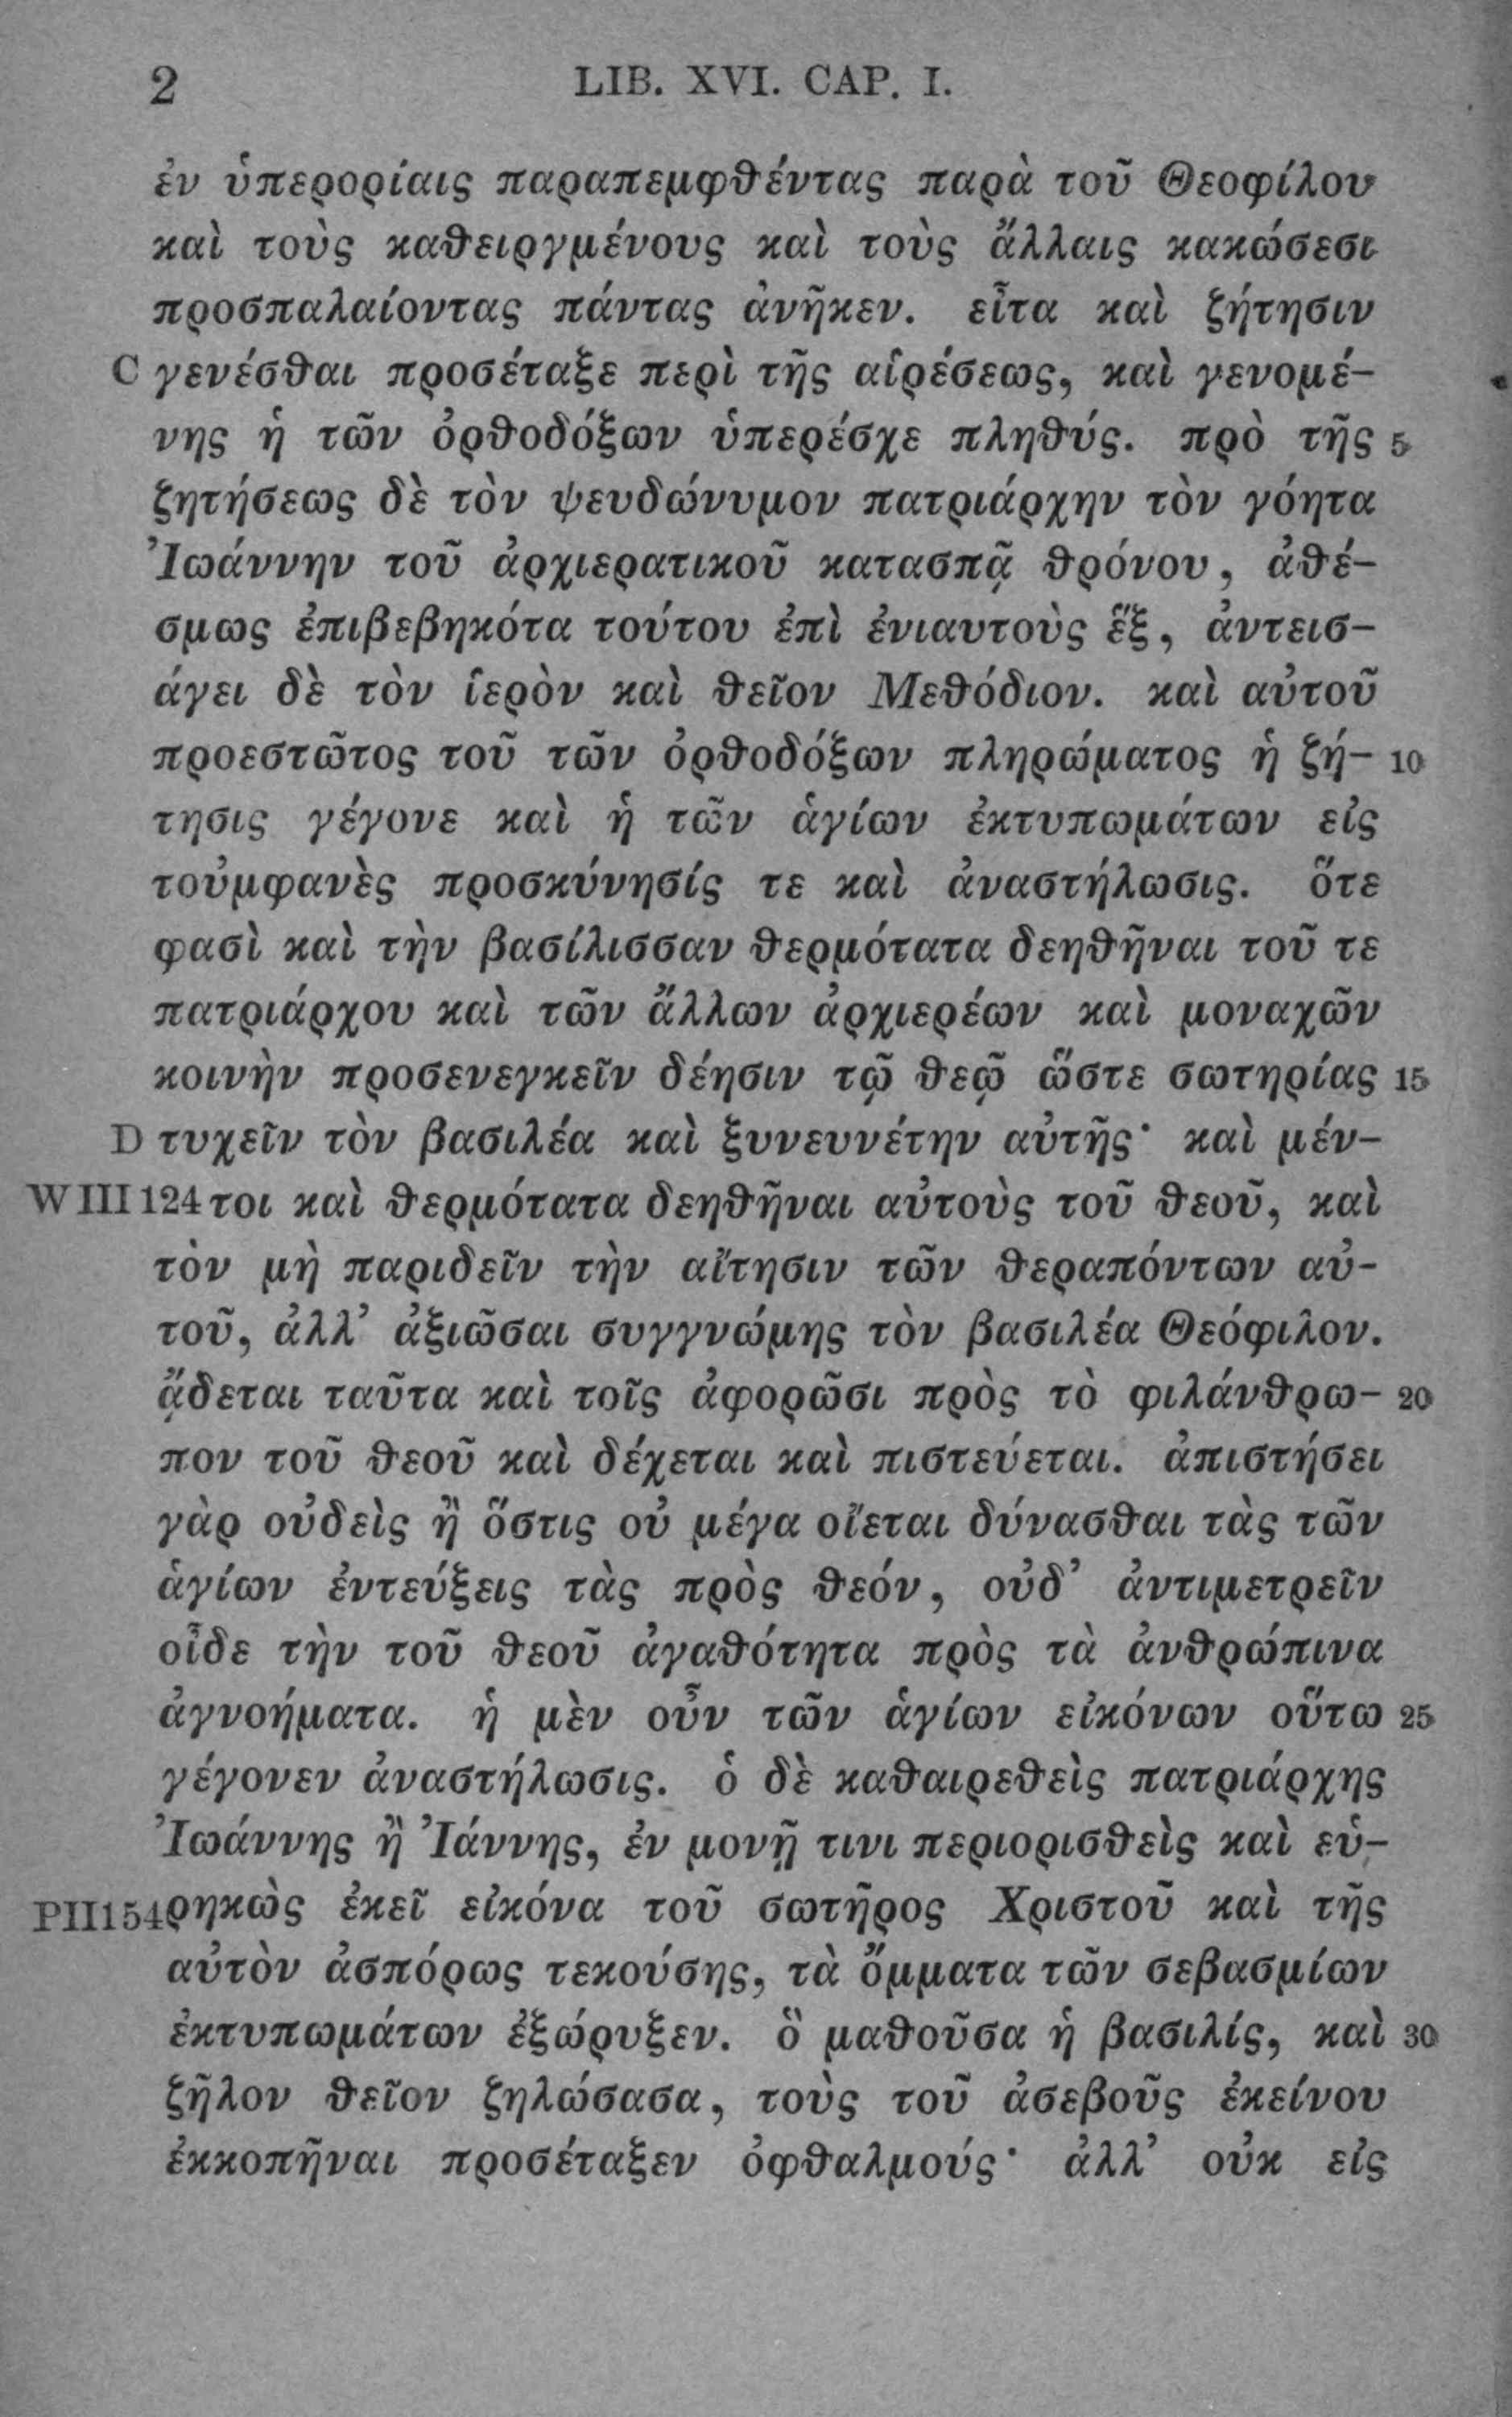 2 LIB. XVI. CAP. I.
ἐν ὑπερορίαις παραπεμφθέντας παρὰ τοῦ Θεοφίλου
καὶ τοὺς καθειργμένους καὶ τοὺς ἄλλαις κακώσεσι
προσπαλαίοντας πάντας ἀνῆκεν. εἶτα καὶ ζήτησιν
C γενέσθαι προσέταξε περὶ τῆς αἱρέσεως, καὶ γενομέ-
νης ἡ τῶν ὀρθοδόξων ὑπερέσχε πληθύς. πρὸ τῆς 5
ζητήσεως δὲ τὸν ψευδώνυμον πατριάρχην τὸν γόητα
Ἰωάννην τοῦ ἀρχιερατικοῦ κατασπᾷ θρόνου, ἀθέ-
σμως ἐπιβεβηκότα τούτου ἐπὶ ἐνιαυτοὺς ἕξ, ἀντεισ-
άγει δὲ τὸν ἱερὸν καὶ θεῖον Μεθόδιον. καὶ αὐτοῦ
προεστῶτος τοῦ τῶν ὀρθοδόξων πληρώματος ἡ ζή- 10
τησις γέγονε καὶ ἡ τῶν ἁγίων ἐκτυπωμάτων εἰς
τοὐμφανὲς προσκύνησίς τε καὶ ἀναστήλωσις. ὅτε
φασὶ καὶ τὴν βασίλισσαν θερμότατα δεηθῆναι τοῦ τε
πατριάρχου καὶ τῶν ἄλλων ἀρχιερέων καὶ μοναχῶν
κοινὴν προσενεγκεῖν δέησιν τῷ θεῷ ὥστε σωτηρίας 15
D τυχεῖν τὸν βασιλέα καὶ ξυνευνέτην αὐτῆς· καὶ μέν-
W III 124 τοι καὶ θερμότατα δεηθῆναι αὐτοὺς τοῦ θεοῦ, καὶ
τὸν μὴ παριδεῖν τὴν αἴτησιν τῶν θεραπόντων αὐ-
τοῦ, ἀλλ’ ἀξιῶσαι συγγνώμης τὸν βασιλέα Θεόφιλον.
ᾄδεται ταῦτα καὶ τοῖς ἀφορῶσι πρὸς τὸ φιλάνθρω- 20
πον τοῦ θεοῦ καὶ δέχεται καὶ πιστεύεται. ἀπιστήσει
γὰρ οὐδεὶς ἢ ὅστις οὐ μέγα οἴεται δύνασθαι τὰς τῶν
ἁγίων ἐντεύξεις τὰς πρὸς θεόν, οὐδ’ ἀντιμετρεῖν
οἶδε τὴν τοῦ θεοῦ ἀγαθότητα πρὸς τὰ ἀνθρώπινα
ἀγνοήματα. ἡ μὲν οὖν τῶν ἁγίων εἰκόνων οὕτω 25
γέγονεν ἀναστήλωσις. ὁ δὲ καθαιρεθεὶς πατριάρχης
Ἰωάννης ἢ Ἰάννης, ἐν μονῇ τινι περιορισθεὶς καὶ εὑ-
PII154 ρηκὼς ἐκεῖ εἰκόνα τοῦ σωτῆρος Χριστοῦ καὶ τῆς
αὐτὸν ἀσπόρως τεκούσης, τὰ ὄμματα τῶν σεβασμίων
ἐκτυπωμάτων ἐξώρυξεν. ὃ μαθοῦσα ἡ βασιλίς, καὶ 30
ζῆλον θεῖον ζηλώσασα, τοὺς τοῦ ἀσεβοῦς ἐκείνου
ἐκκοπῆναι προσέταξεν ὀφθαλμούς· ἀλλ’ οὐκ εἰς